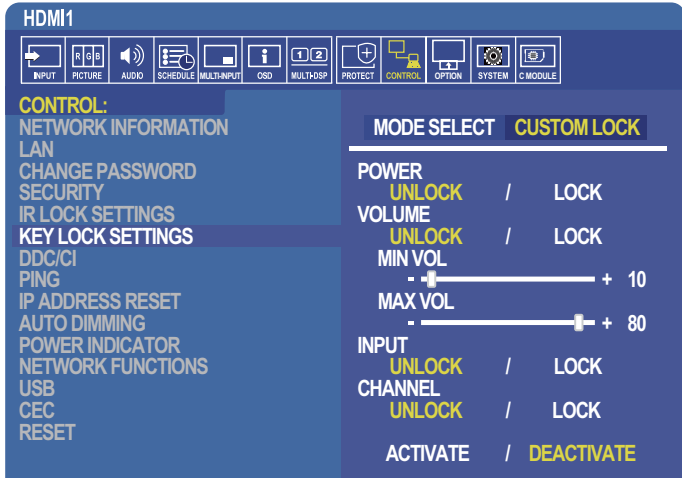 HDMI1
INPUT
R G B
PICTURE
AUDIO
SCHEDULE
MULTI-INPUT
OSD
1 2
MULTI-DSP
PROTECT
CONTROL
OPTION
SYSTEM
C MODULE
CONTROL:
NETWORK INFORMATION
LAN
CHANGE PASSWORD
SECURITY
IR LOCK SETTINGS
KEY LOCK SETTINGS
DDC/CI
PING
IP ADDRESS RESET
AUTO DIMMING
POWER INDICATOR
NETWORK FUNCTIONS
USB
CEC
RESET
MODE SELECT CUSTOM LOCK
POWER
UNLOCK / LOCK
VOLUME
UNLOCK / LOCK
MIN VOL
- + 10
MAX VOL
- + 80
INPUT
UNLOCK / LOCK
CHANNEL
UNLOCK / LOCK
ACTIVATE / DEACTIVATE